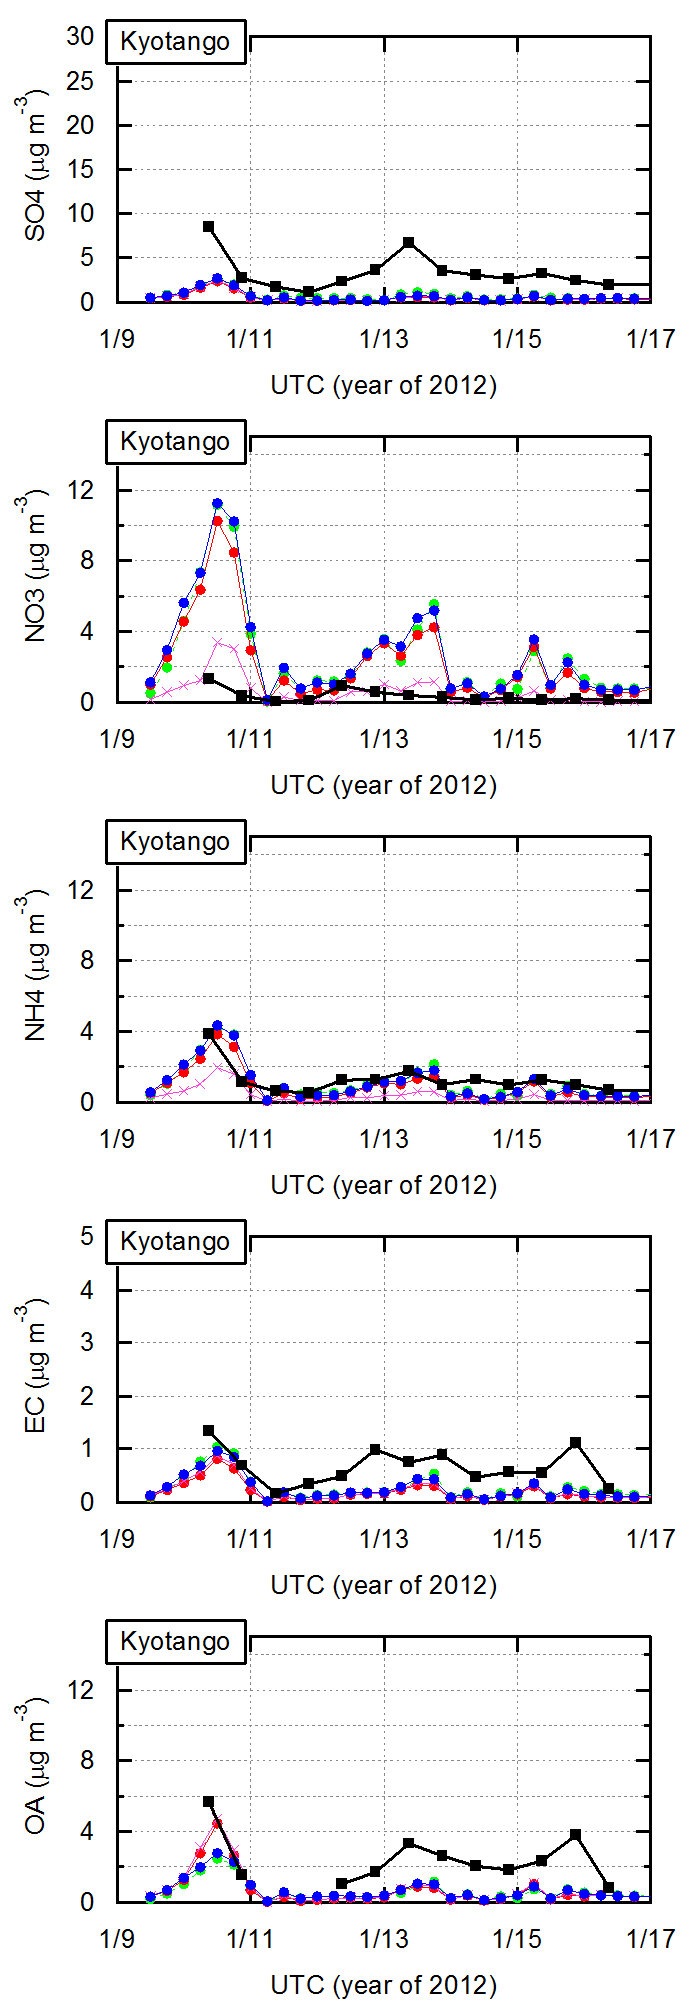 Kyotango
30
25
20
15
10
5
0
SO4 (μg m-3)
1/9 1/11 1/13 1/15 1/17
UTC (year of 2012)
Kyotango
12
8
4
0
NO3 (μg m-3)
1/9 1/11 1/13 1/15 1/17
UTC (year of 2012)
Kyotango
12
8
4
0
NH4 (μg m-3)
1/9 1/11 1/13 1/15 1/17
UTC (year of 2012)
Kyotango
5
4
3
2
1
0
EC (μg m-3)
1/9 1/11 1/13 1/15 1/17
UTC (year of 2012)
Kyotango
12
8
4
0
OA (μg m-3)
1/9 1/11 1/13 1/15 1/17
UTC (year of 2012)